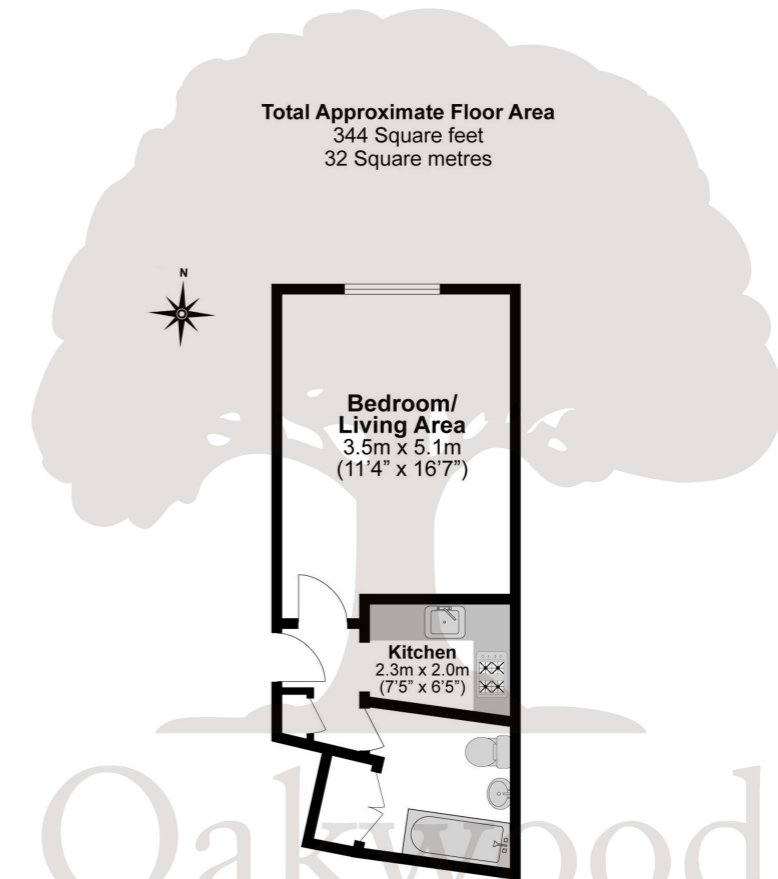 Total Approximate Floor Area
344 Square feet
32 Square metres
N
Bedroom/
Living Area
3.5m x 5.1m
(11’4” x 16’7”)
Kitchen
2.3m x 2.0m
(7’5” x 6’5”)
Oakwood